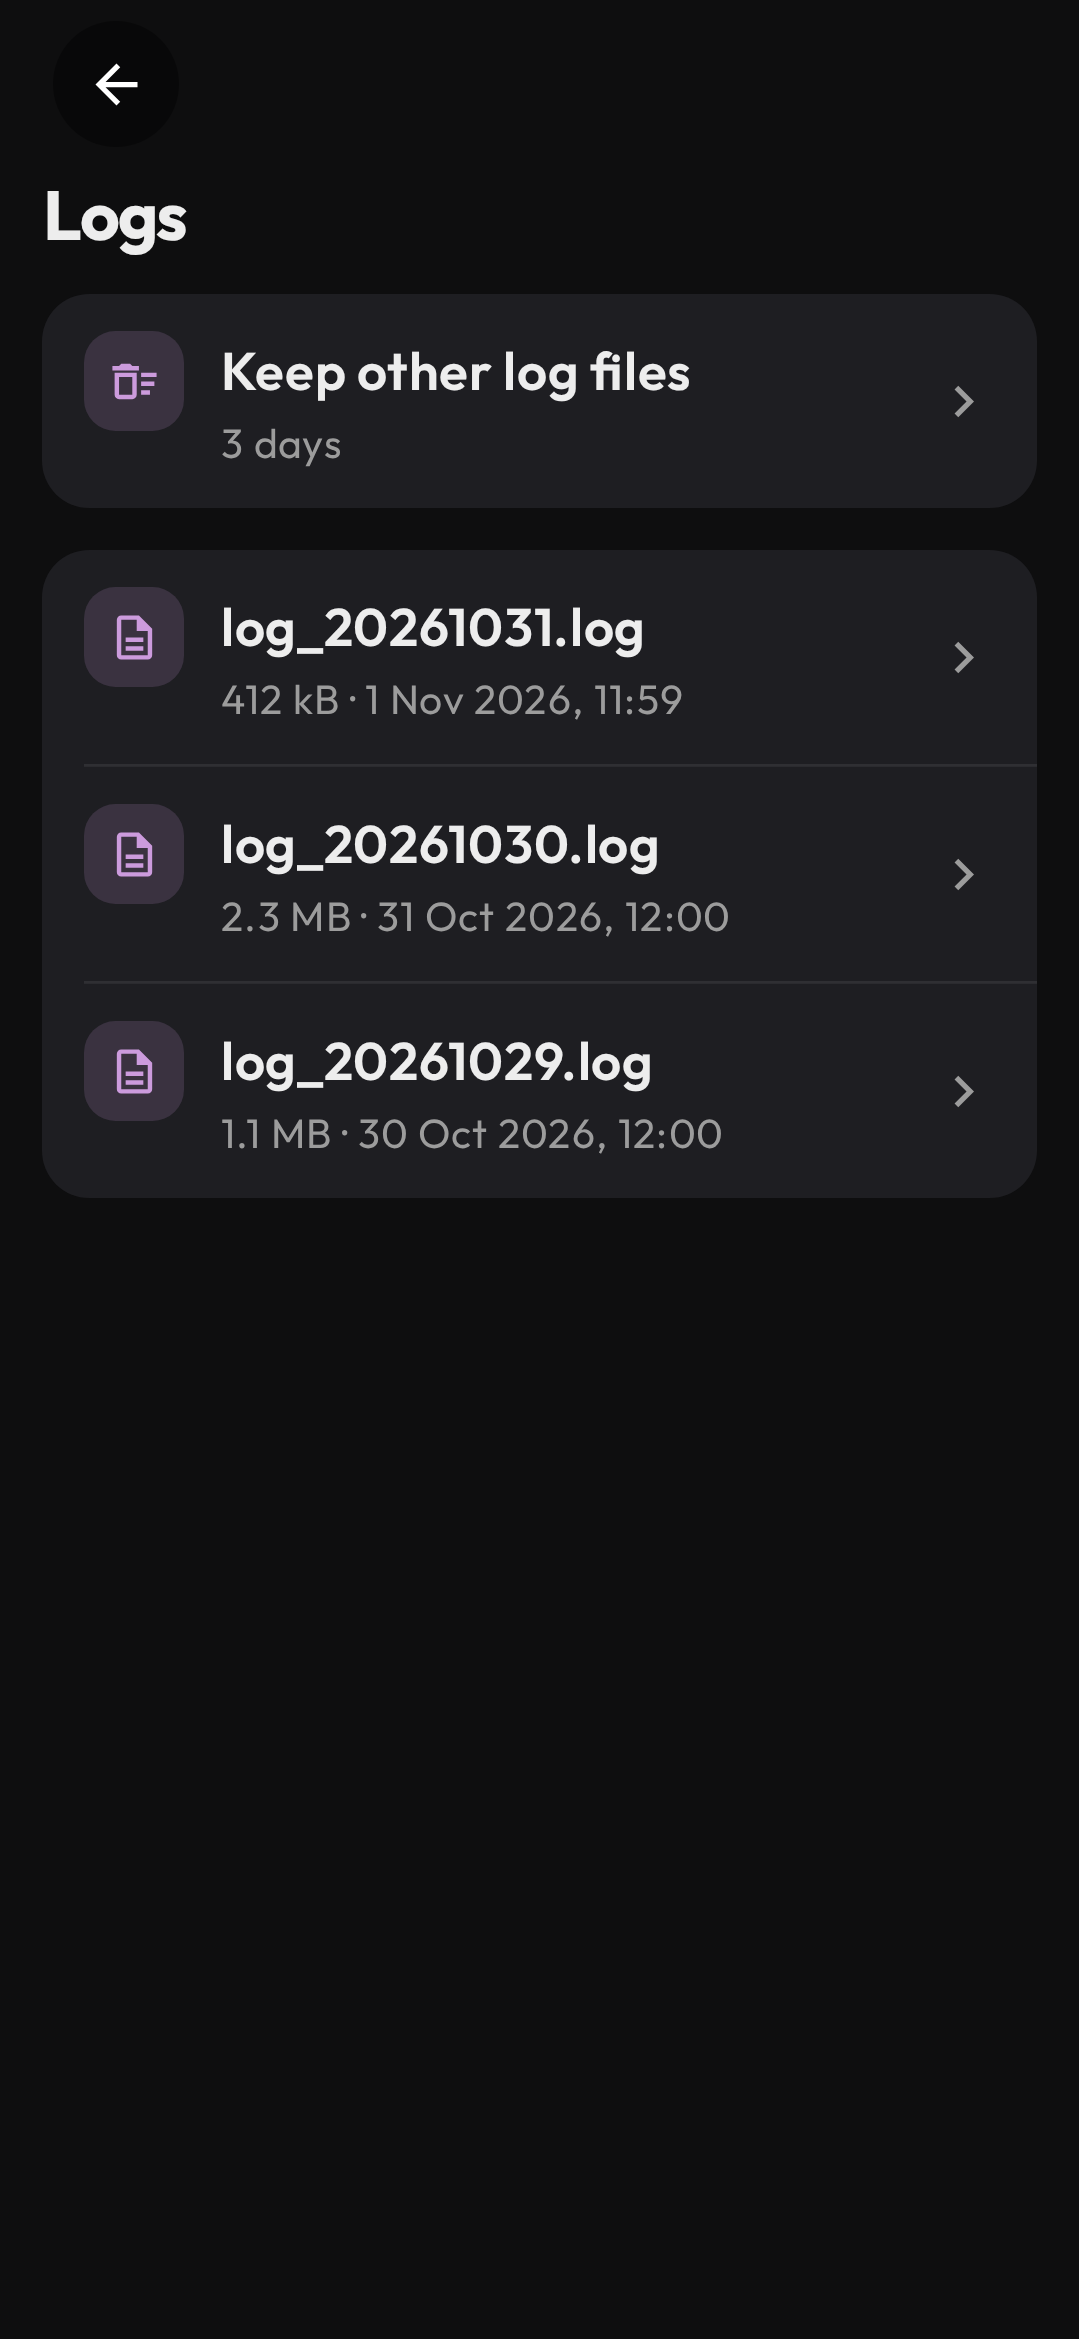 Logs
Keep other log files
3 days
log_20261031.log
412 kB · 1 Nov 2026, 11:59
log_20261030.log
2.3 MB · 31 Oct 2026, 12:00
log_20261029.log
1.1 MB · 30 Oct 2026, 12:00